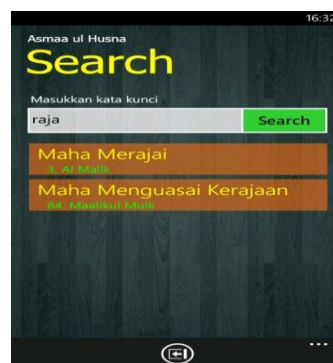 16:32
Asmaa ul Husna
Search
Masukkan kata kunci
raja
Search
Maha Merajai
3. Al Malik
Maha Menguasai Kerajaan
84. Maalikul Mulk
...